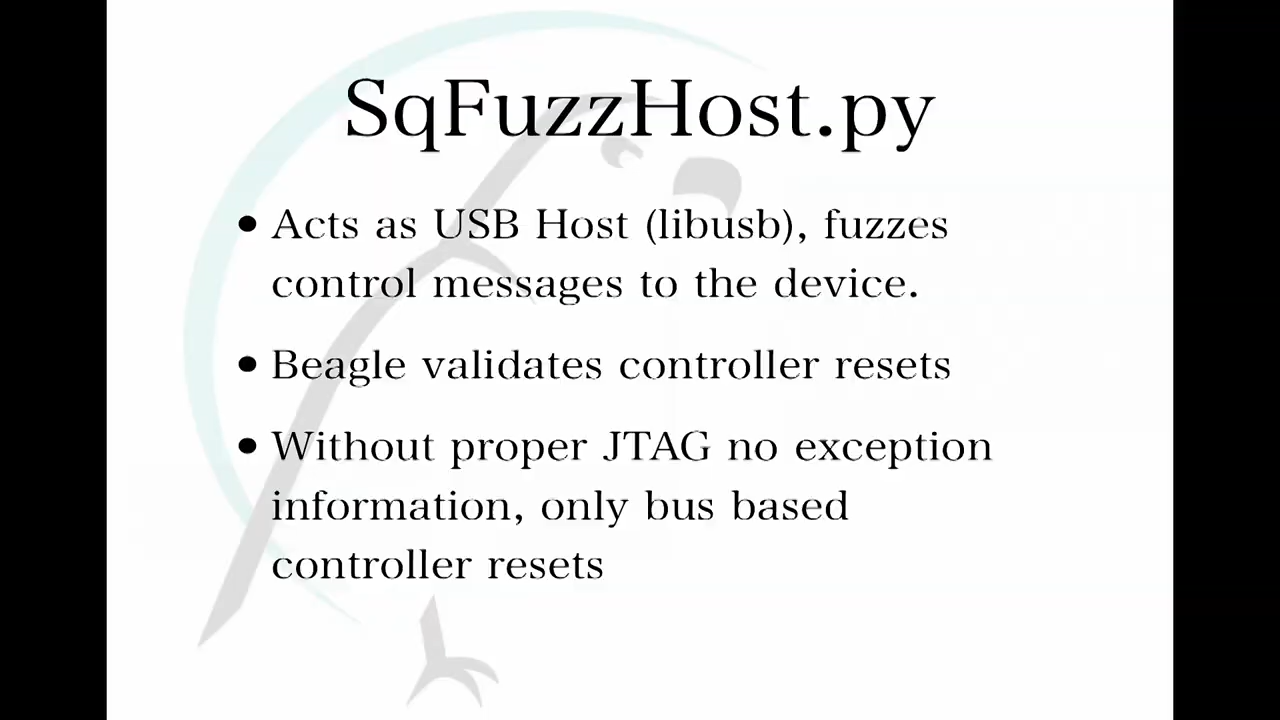 SqFuzzHost.py
• Acts as USB Host (libusb), fuzzes
control messages to the device.
• Beagle validates controller resets
• Without proper JTAG no exception
information, only bus based
controller resets